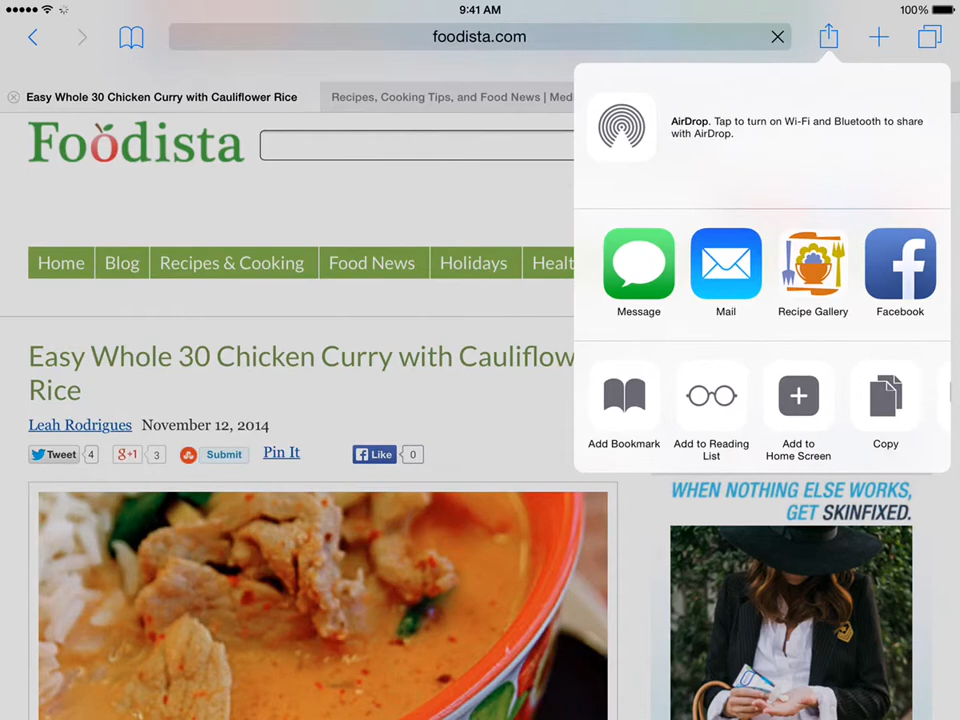 9:41 AM
100%
foodista.com
Easy Whole 30 Chicken Curry with Cauliflower Rice
Recipes, Cooking Tips, and Food News | Med
Foodista
Home Blog Recipes & Cooking Food News Holidays Healt
Easy Whole 30 Chicken Curry with Cauliflow
Rice
Leah Rodrigues November 12, 2014
Tweet 4 g+1 3 Submit Pin It Like 0
AirDrop. Tap to turn on Wi-Fi and Bluetooth to share
with AirDrop.
Message Mail Recipe Gallery Facebook
Add Bookmark Add to Reading
List Add to
Home Screen Copy
WHEN NOTHING ELSE WORKS,
GET SKINFIXED.